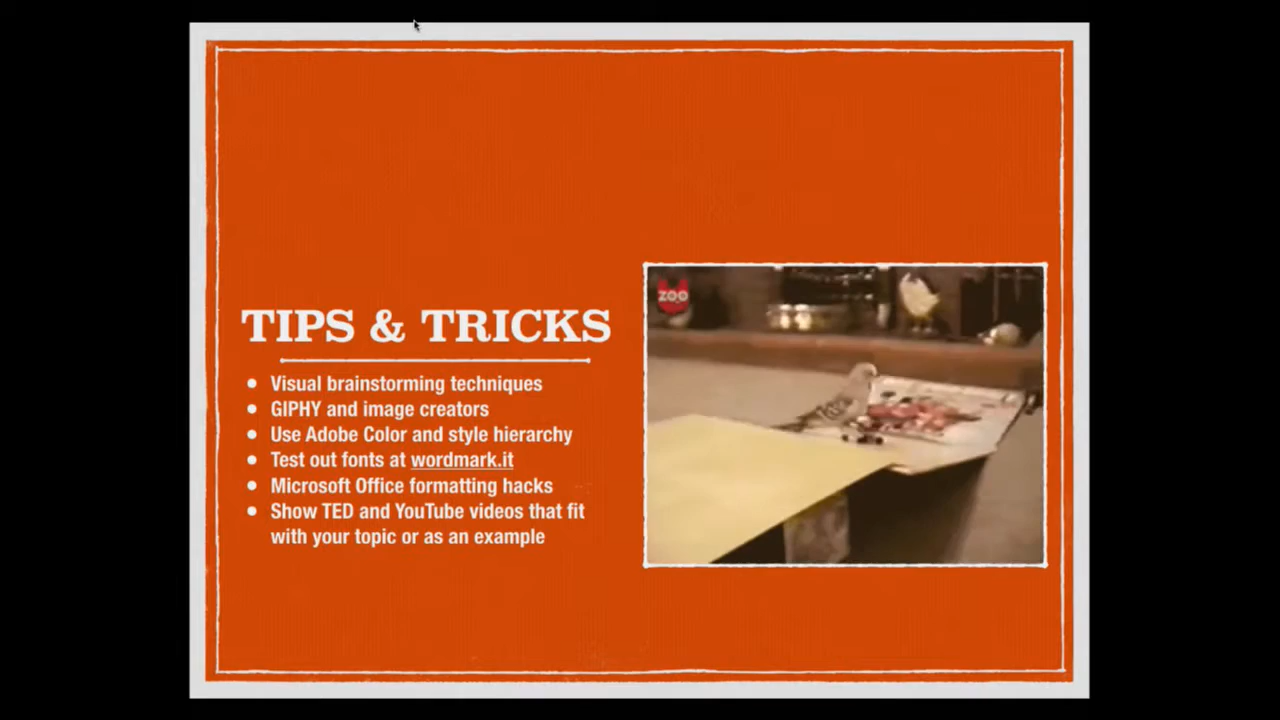 TIPS & TRICKS
• Visual brainstorming techniques
• GIPHY and image creators
• Use Adobe Color and style hierarchy
• Test out fonts at wordmark.it
• Microsoft Office formatting hacks
• Show TED and YouTube videos that fit
with your topic or as an example
ZOO